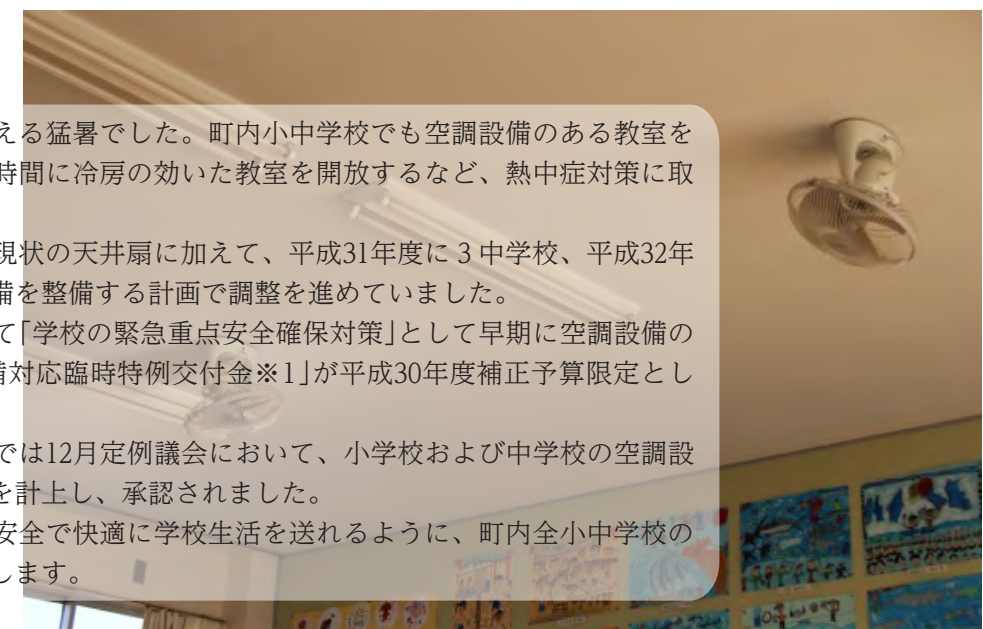 える猛暑でした。町内小中学校でも空調設備のある教室を
時間に冷房の効いた教室を開放するなど、熱中症対策に取
現状の天井扇に加えて、平成31年度に３中学校、平成32年
備を整備する計画で調整を進めていました。
て「学校の緊急重点安全確保対策」として早期に空調設備の
備対応臨時特例交付金※1」が平成30年度補正予算限定とし
では12月定例議会において、小学校および中学校の空調設
を計上し、承認されました。
安全で快適に学校生活を送れるように、町内全小中学校の
します。